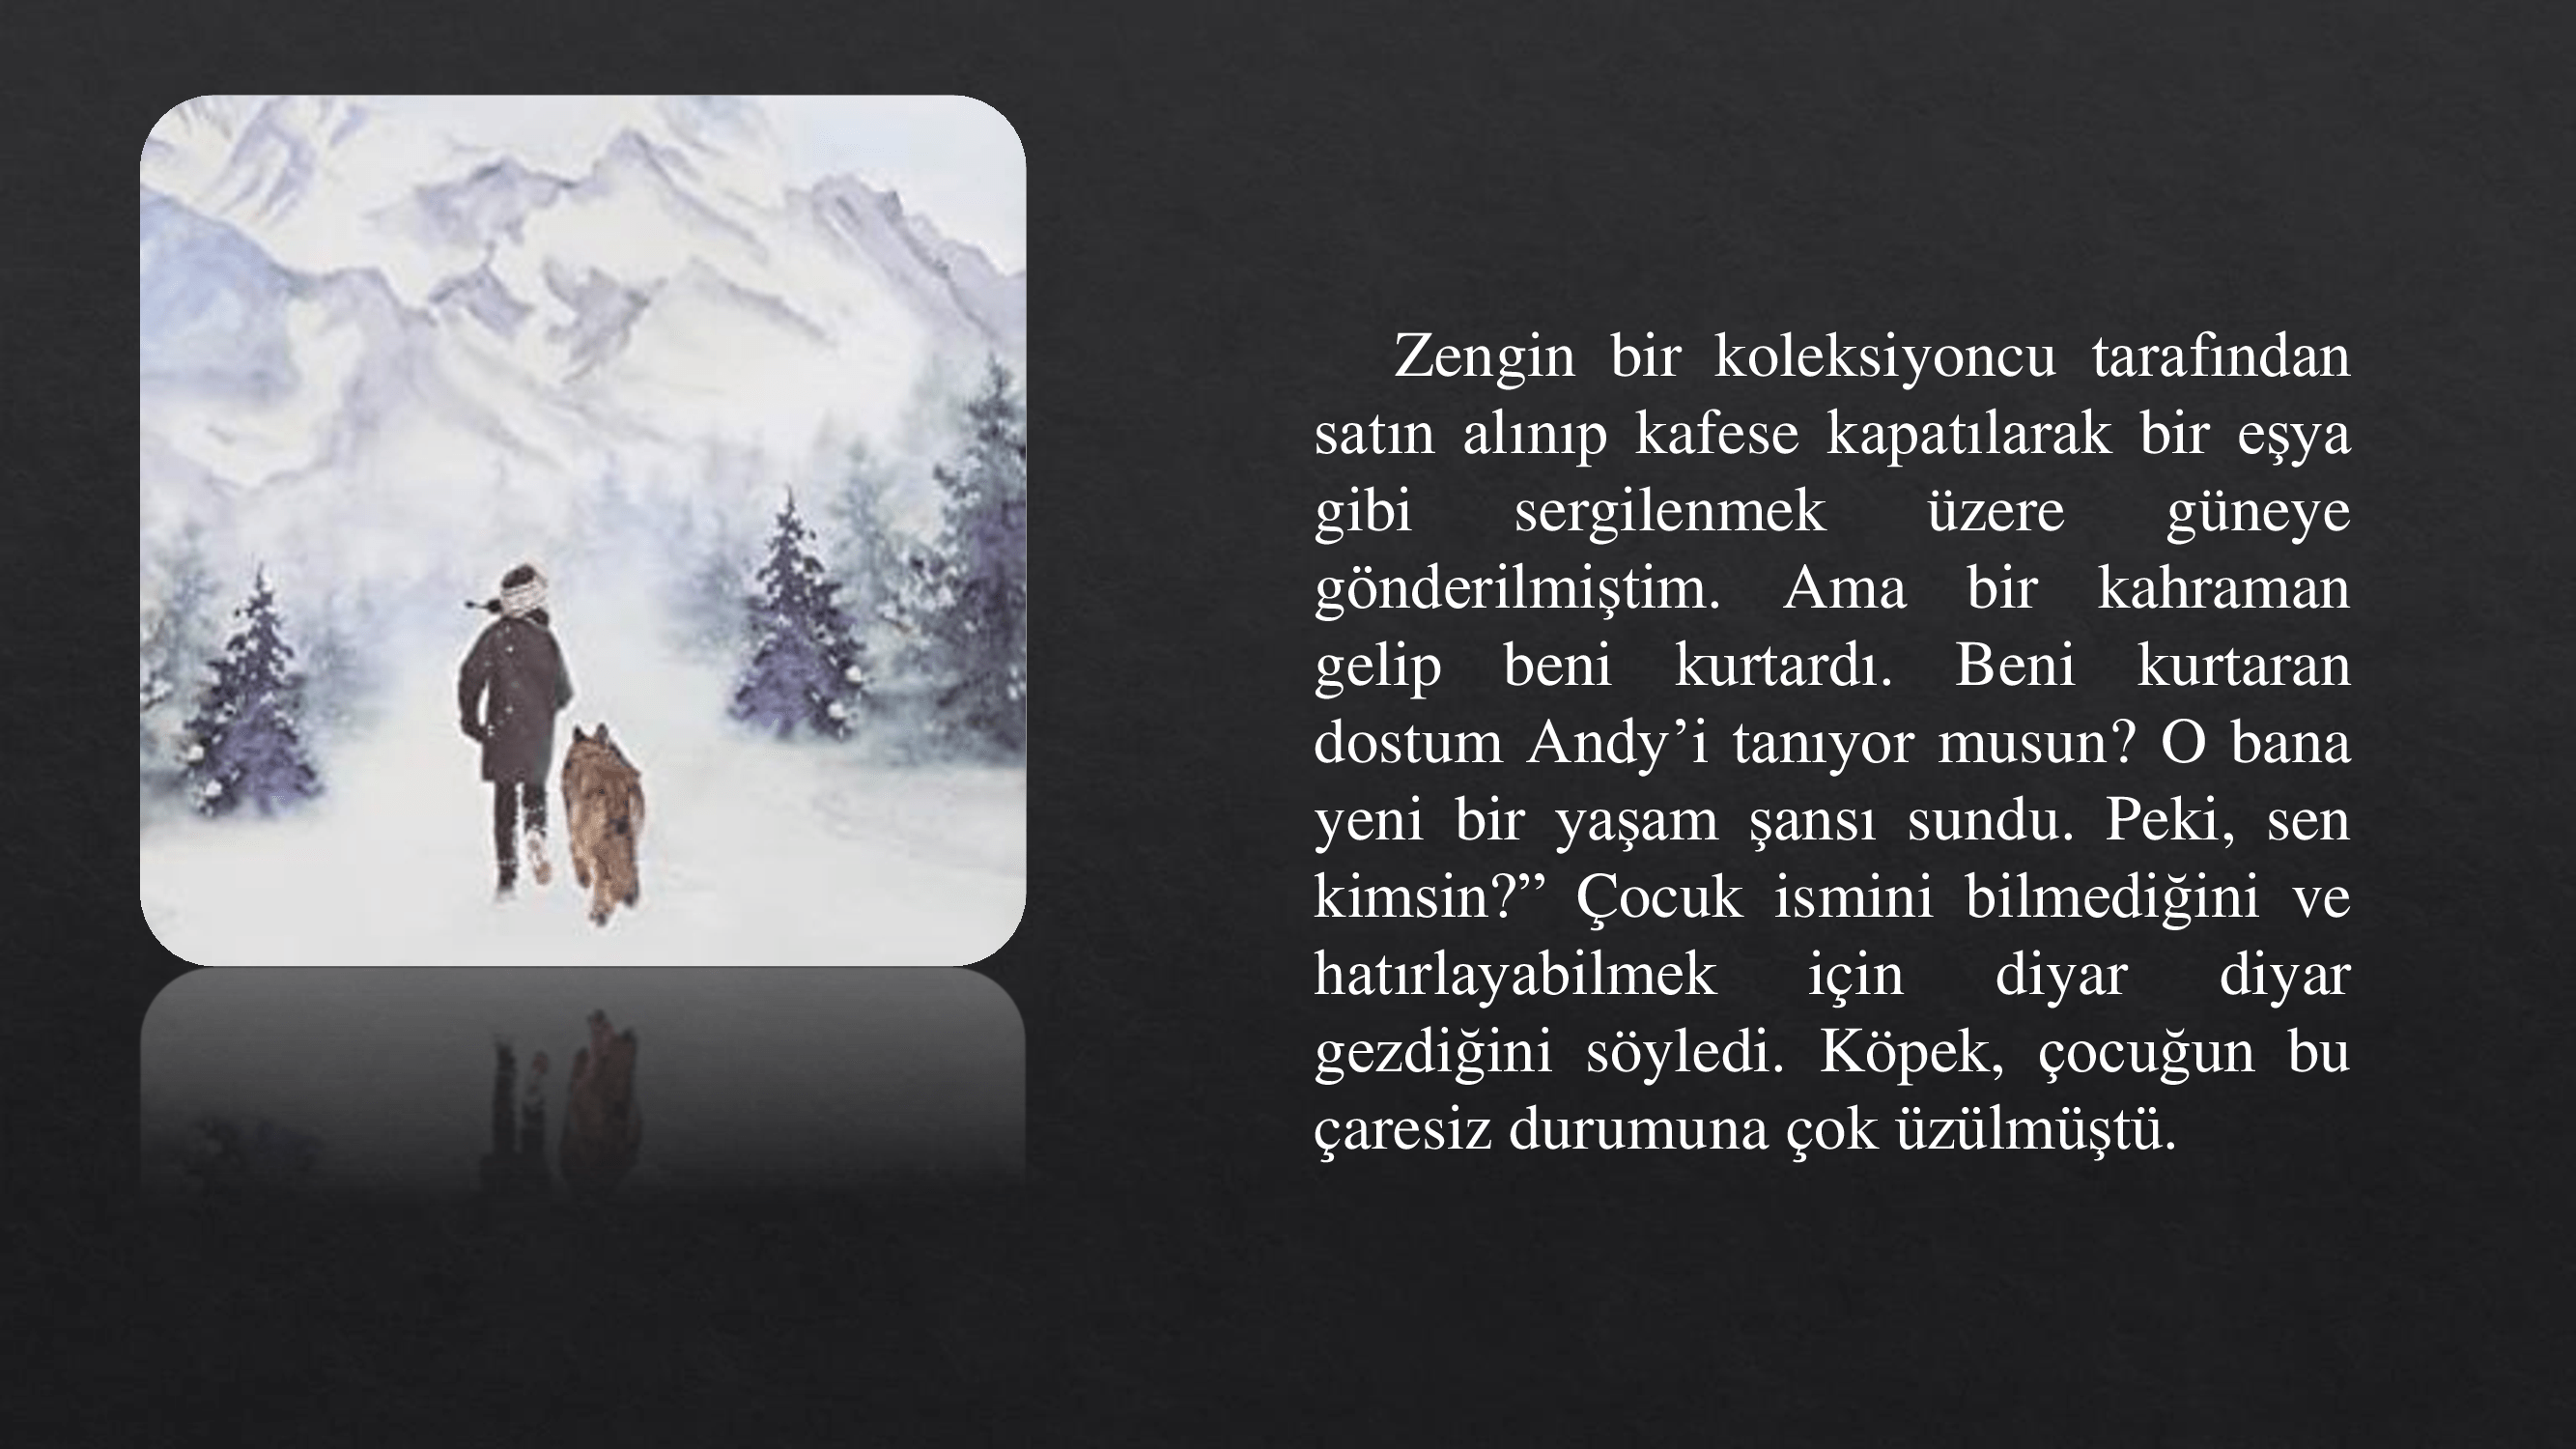 Zengin bir koleksiyoncu tarafından
satın alınıp kafese kapatılarak bir eşya
gibi sergilenmek üzere güneye
gönderilmiştim. Ama bir kahraman
gelip beni kurtardı. Beni kurtaran
dostum Andy’i tanıyor musun? O bana
yeni bir yaşam şansı sundu. Peki, sen
kimsin?” Çocuk ismini bilmediğini ve
hatırlayabilmek için diyar diyar
gezdiğini söyledi. Köpek, çocuğun bu
çaresiz durumuna çok üzülmüştü.